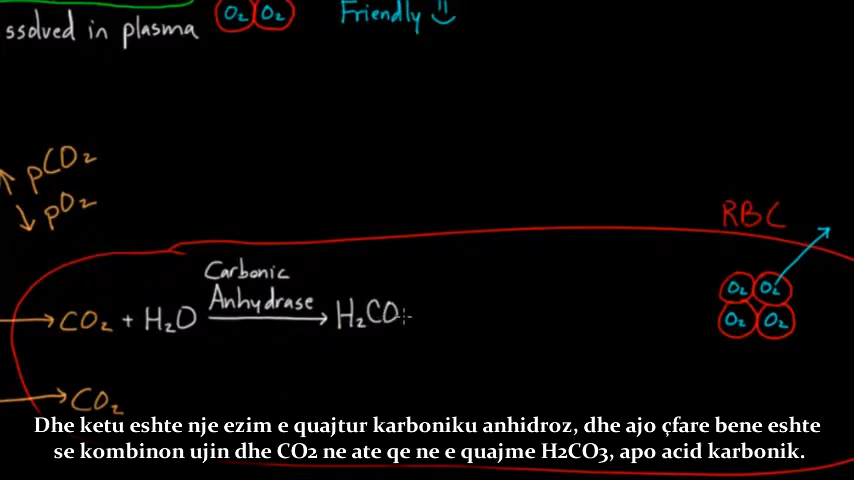 ssolved in plasma O₂ O₂ Friendly
↑ pCO₂
↓ pO₂
RBC
Carbonic
Anhydrase
CO₂ + H₂O → H₂CO
O₂ O₂
O₂ O₂
CO₂
Dhe ketu eshte nje ezim e quajtur karboniku anhidroz, dhe ajo çfare bene eshte
se kombinon ujin dhe CO2 ne ate qe ne e quajme H2CO3, apo acid karbonik.